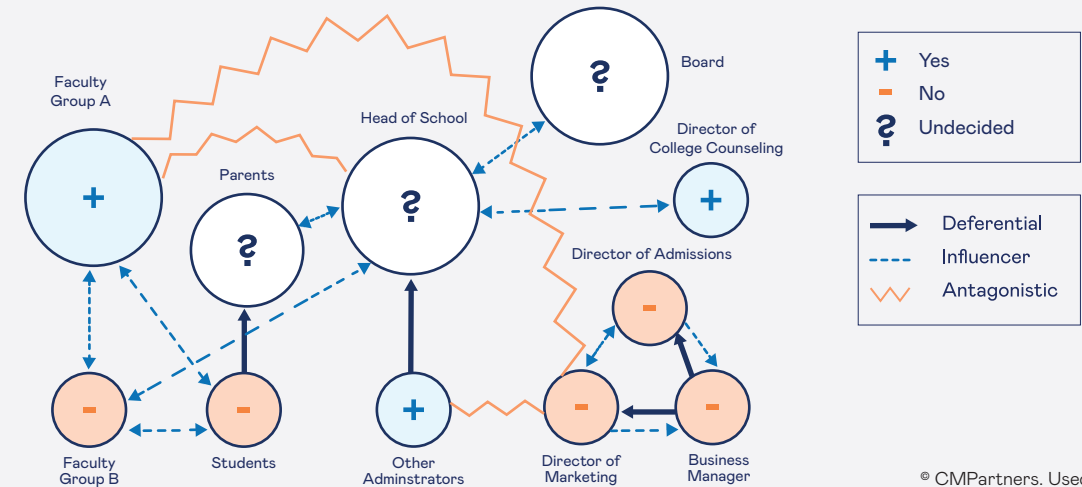 Faculty
Group A
Head of School
Parents
Board
Director of
College Counseling
Director of Admissions
Faculty
Group B
Students
Other
Adminstrators
Director of
Marketing
Business
Manager
+ Yes
- No
? Undecided
Deferential
Influencer
Antagonistic
+
?
?
?
+
-
-
-
+
-
-
© CMPartners. Used